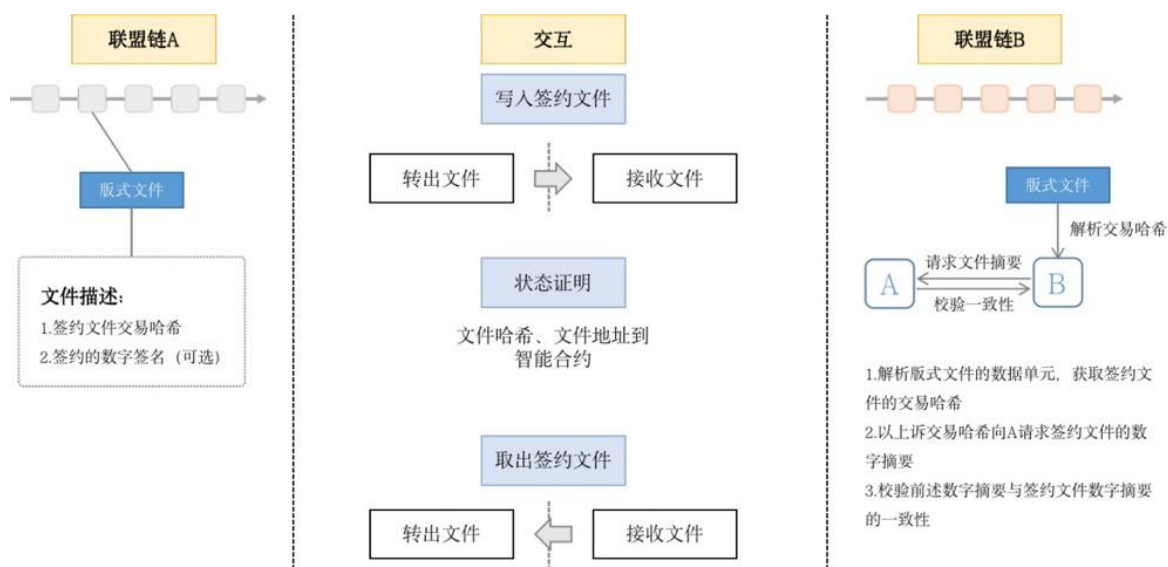 联盟链A
版式文件
文件描述：
1.签约文件交易哈希
2.签约的数字签名（可选）
交互
写入签约文件
转出文件
接收文件
状态证明
文件哈希、文件地址到
智能合约
取出签约文件
转出文件
接收文件
联盟链B
版式文件
解析交易哈希
A
请求文件摘要
校验一致性
B
1.解析版式文件的数据单元，获取签约文
件的交易哈希
2.以上诉交易哈希向A请求签约文件的数
字摘要
3.校验前述数字摘要与签约文件数字摘要
的一致性